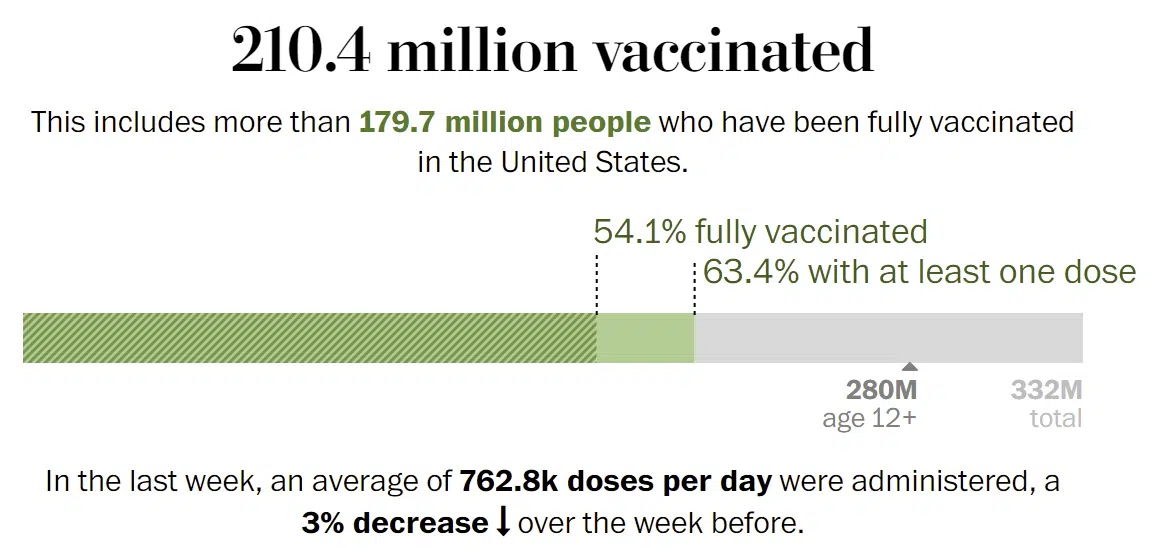 210.4 million vaccinated
This includes more than 179.7 million people who have been fully vaccinated
in the United States.
54.1% fully vaccinated
63.4% with at least one dose
280M
age 12+
332M
total
In the last week, an average of 762.8k doses per day were administered, a
3% decrease ↓ over the week before.